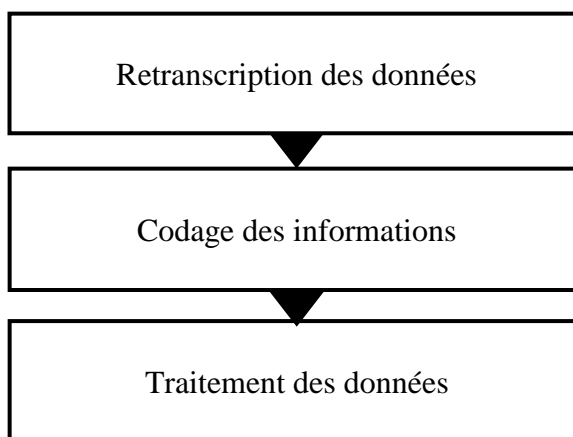 Retranscription des données
Codage des informations
Traitement des données